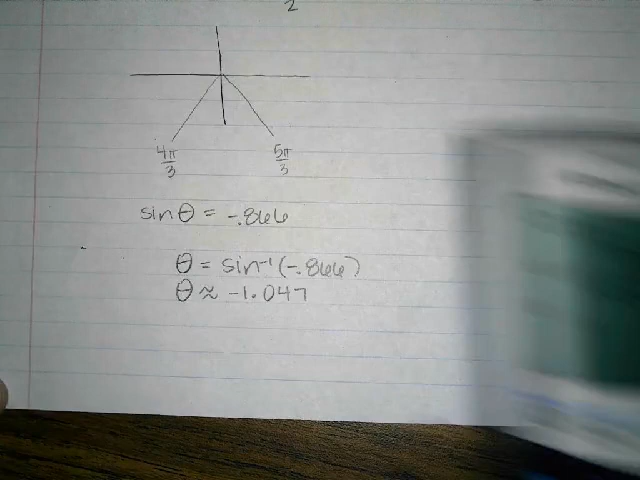 2
4π/3 5π/3
sin θ = -.866
θ = sin⁻¹(-.866)
θ ≈ -1.047